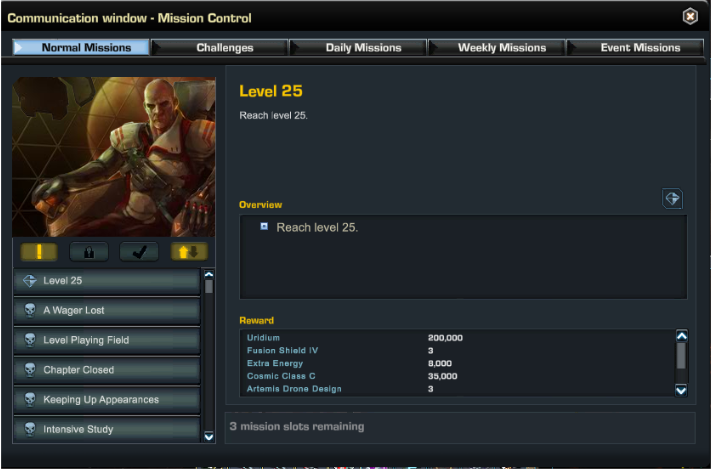 Communication window - Mission Control
Normal Missions
Challenges
Daily Missions
Weekly Missions
Event Missions
Level 25
Reach level 25.
Overview
Reach level 25.
Level 25
A Wager Lost
Level Playing Field
Chapter Closed
Keeping Up Appearances
Intensive Study
Reward
Uridium 200,000
Fusion Shield IV 3
Extra Energy 8,000
Cosmic Class C 35,000
Artemis Drone Design 3
3 mission slots remaining